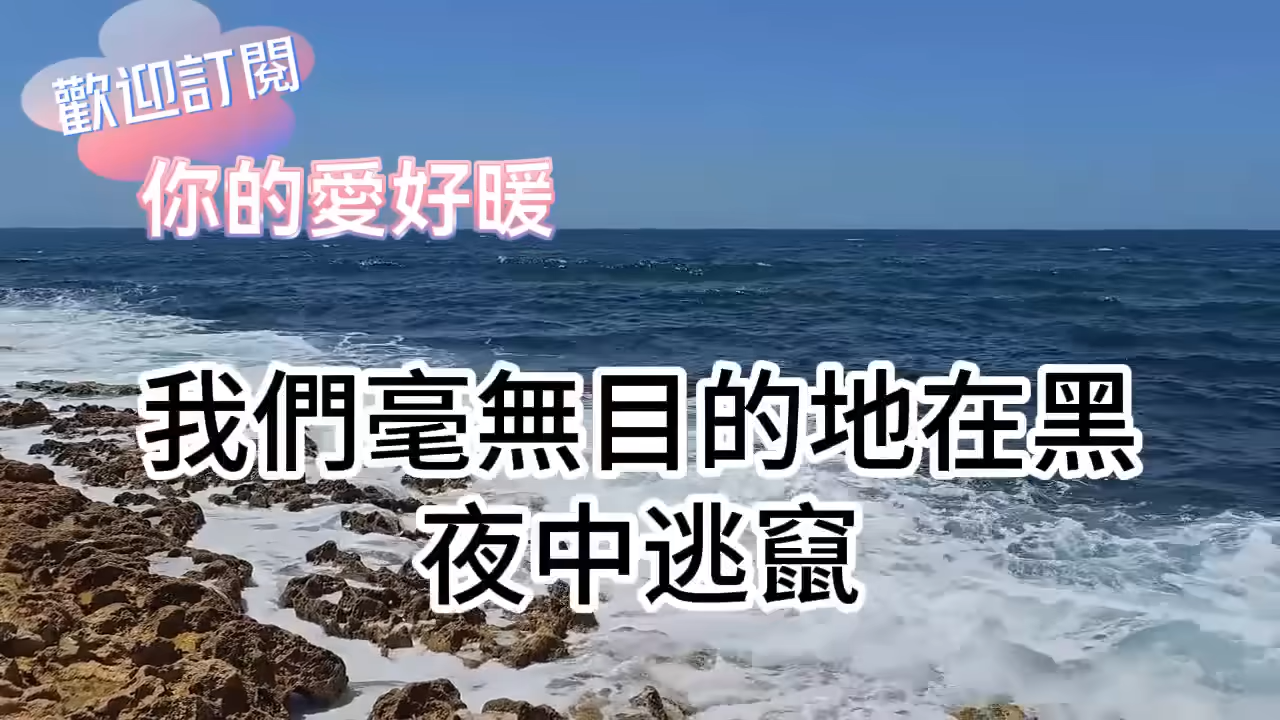 歡迎訂閱
你的愛好暖
我們毫無目的地在黑
夜中逃竄